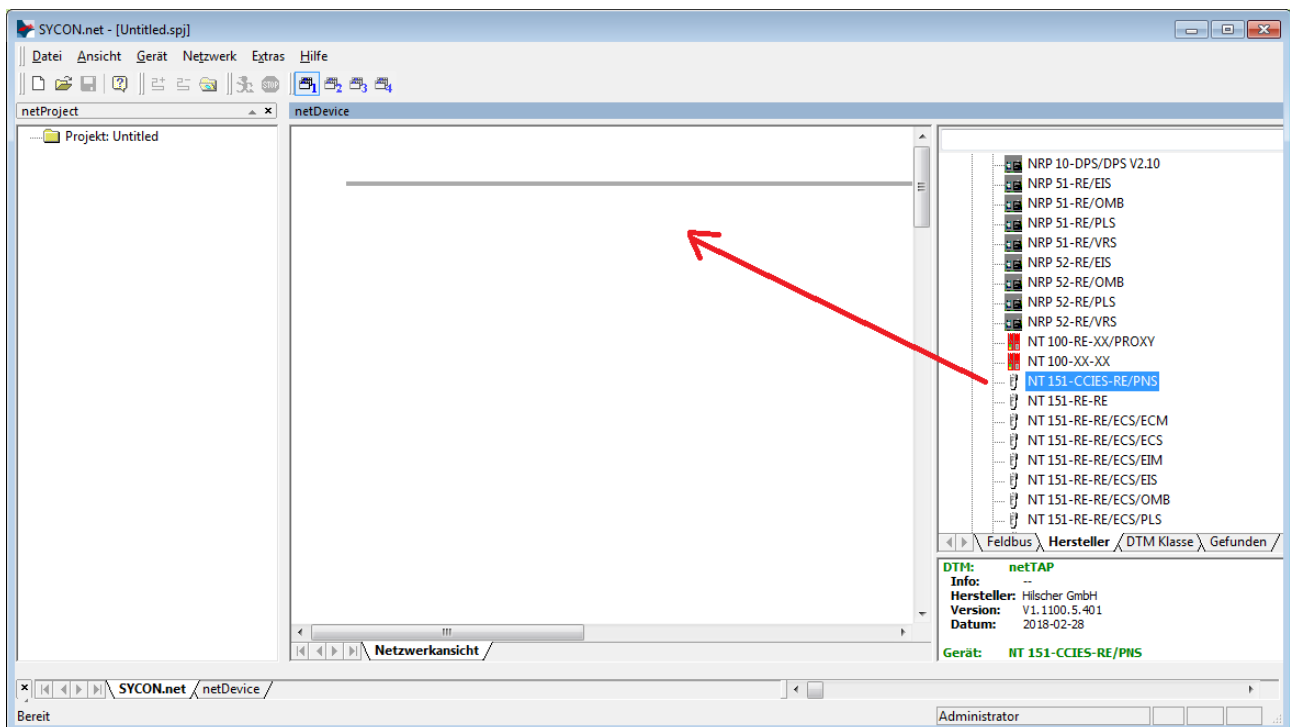 SYCON.net - [Untitled.spj]
Datei Ansicht Gerät Netzwerk Extras Hilfe
STOP 1 2 3 4
netProject
netDevice
Projekt: Untitled
NRP 10-DPS/DPS V2.10
NRP 51-RE/EIS
NRP 51-RE/OMB
NRP 51-RE/PLS
NRP 51-RE/VRS
NRP 52-RE/EIS
NRP 52-RE/OMB
NRP 52-RE/PLS
NRP 52-RE/VRS
NT 100-RE-XX/PROXY
NT 100-XX-XX
NT 151-CCIES-RE/PNS
NT 151-RE-RE
NT 151-RE-RE/ECS/ECM
NT 151-RE-RE/ECS/ECS
NT 151-RE-RE/ECS/EIM
NT 151-RE-RE/ECS/EIS
NT 151-RE-RE/ECS/OMB
NT 151-RE-RE/ECS/PLS
Feldbus Hersteller DTM Klasse Gefunden
DTM: netTAP
Info: --
Hersteller: Hilscher GmbH
Version: V1.1100.5.401
Datum: 2018-02-28
Gerät: NT 151-CCIES-RE/PNS
Netzwerkansicht
SYCON.net netDevice
Bereit
Administrator